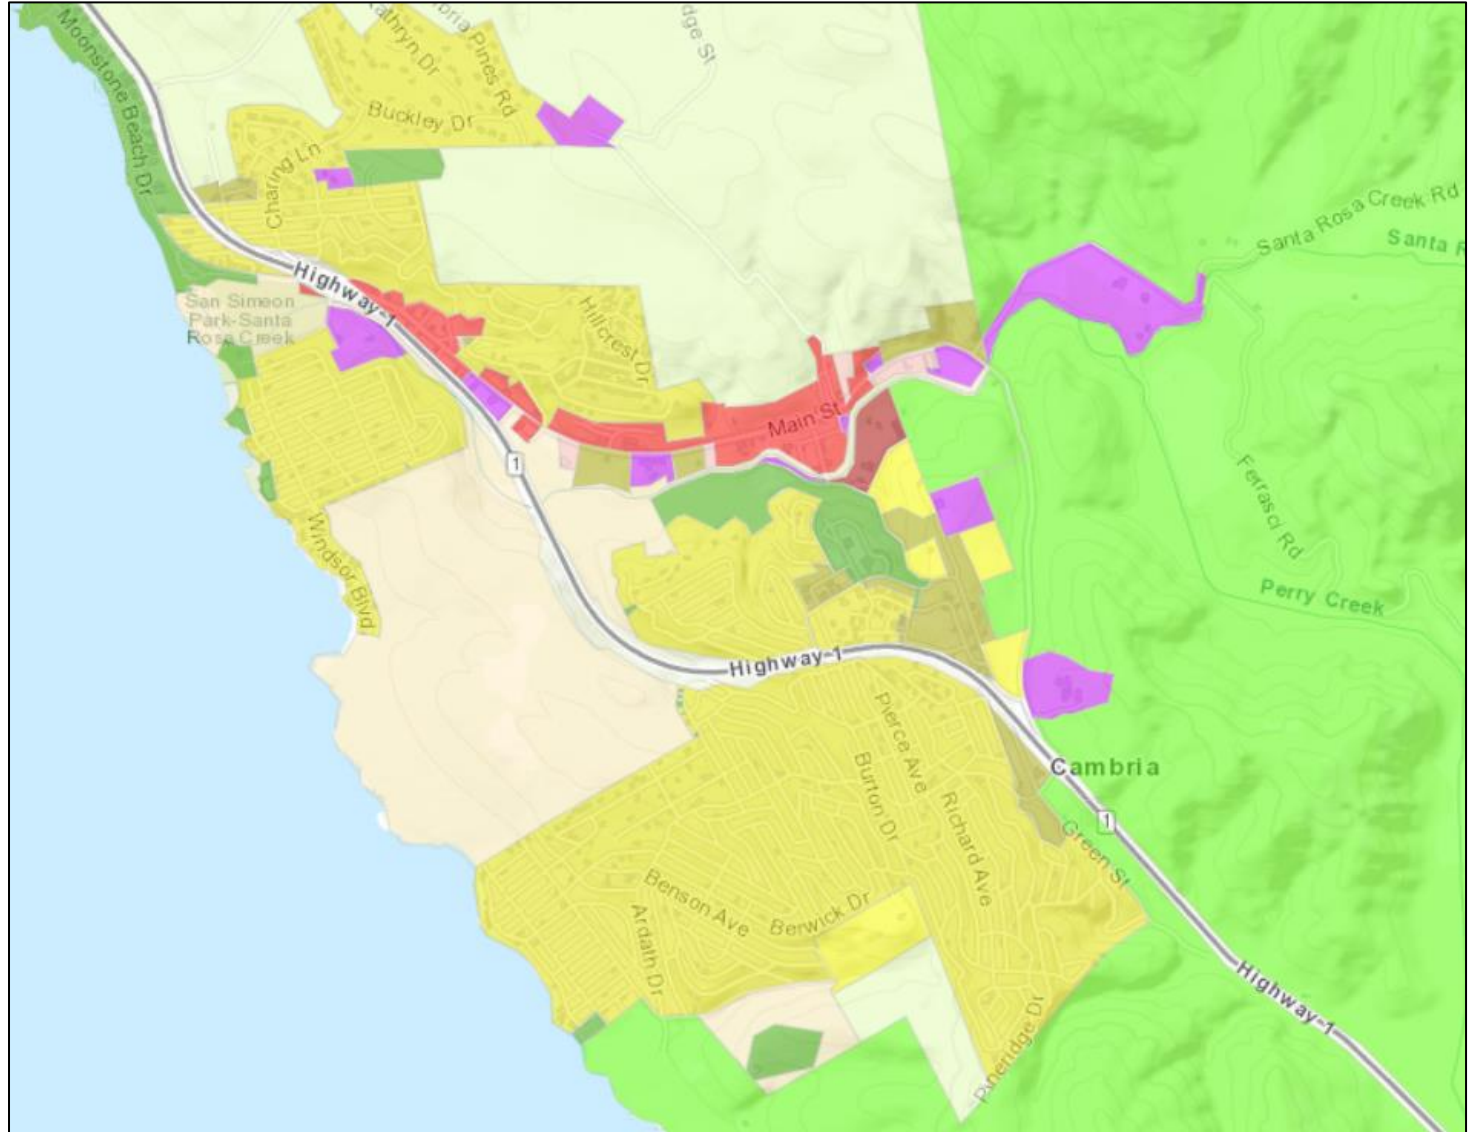 Moonstone Beach Dr
Kathryn Dr
bria Pines Rd
dge St
Buckley Dr
Charing Ln
Highway-1
San Simeon
Park-Santa
Rosa Creek
Hillcrest Dr
Main St
Santa Rosa Creek Rd
Santa R
1
Windsor Blvd
Ferrasci Rd
Perry Creek
Highway-1
Pierce Ave
Burton Dr
Richard Ave
Cambria
1
Green St
Benson Ave
Berwick Dr
Ardath Dr
Pineridge Dr
Highway-1